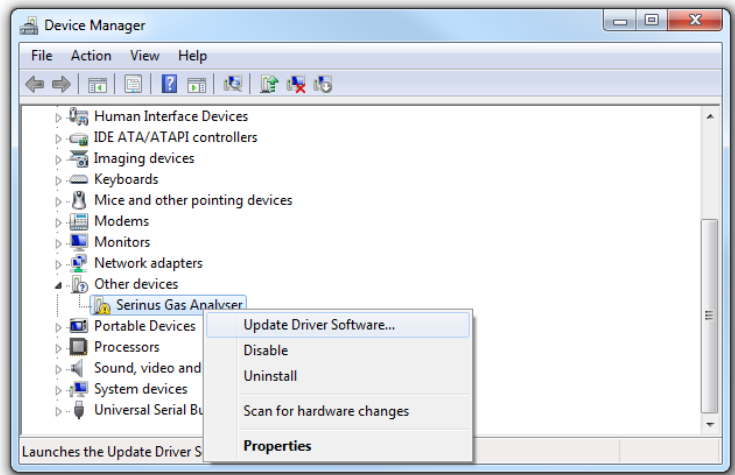 Device Manager
File Action View Help
Human Interface Devices
IDE ATA/ATAPI controllers
Imaging devices
Keyboards
Mice and other pointing devices
Modems
Monitors
Network adapters
Other devices
Serinus Gas Analyser
Portable Devices
Processors
Sound, video and
System devices
Universal Serial Bu
Update Driver Software...
Disable
Uninstall
Scan for hardware changes
Properties
Launches the Update Driver S